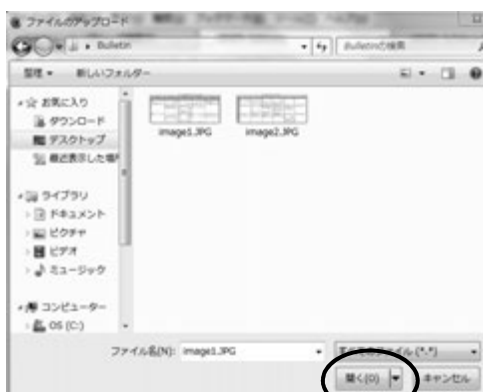 ファイルのアップロード
Bulletin
Bulletinの検索
整理
新しいフォルダー
お気に入り
ダウンロード
デスクトップ
最近表示した場所
ライブラリ
ドキュメント
ピクチャ
ビデオ
ミュージック
コンピューター
OS (C:)
image1.JPG
image2.JPG
ファイル名(N): image1.JPG
すべてのファイル (*.*)
開く(O)
キャンセル